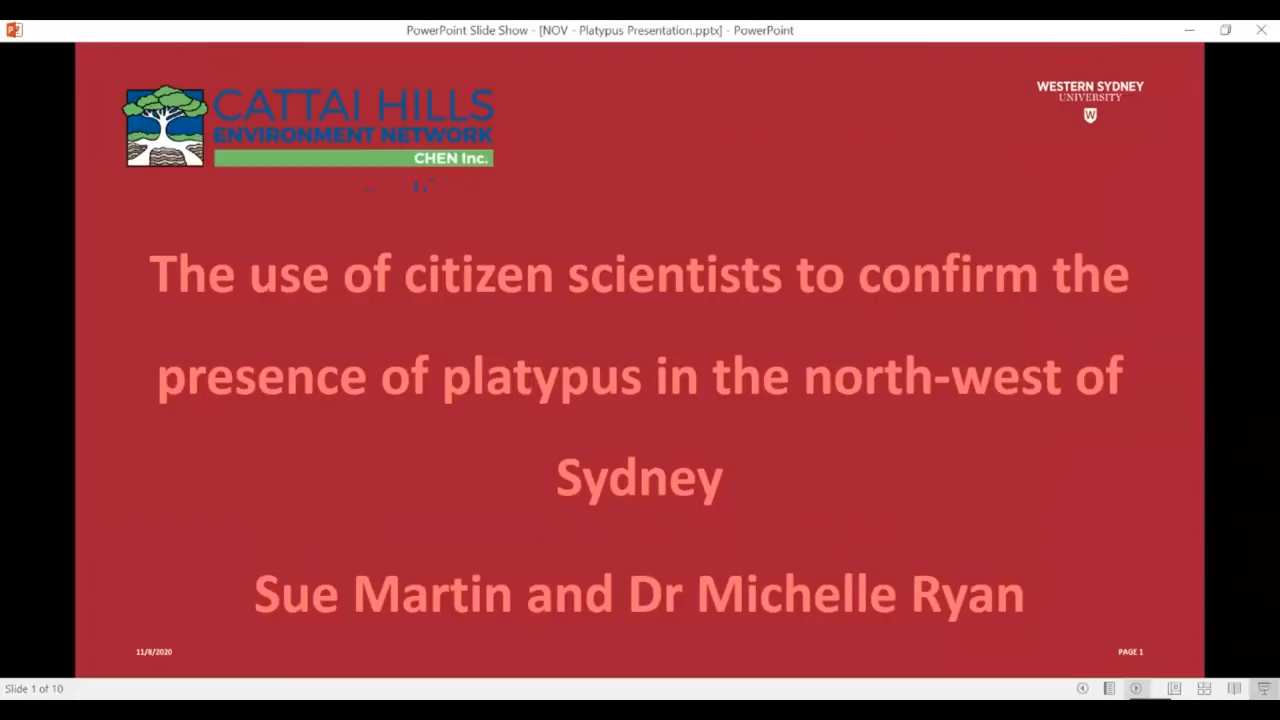 PowerPoint Slide Show - [NOV - Platypus Presentation.pptx] - PowerPoint
CATTAI HILLS
ENVIRONMENT NETWORK
CHEN Inc.
WESTERN SYDNEY
UNIVERSITY
W
The use of citizen scientists to confirm the
presence of platypus in the north-west of
Sydney
Sue Martin and Dr Michelle Ryan
11/8/2020
PAGE 1
Slide 1 of 10